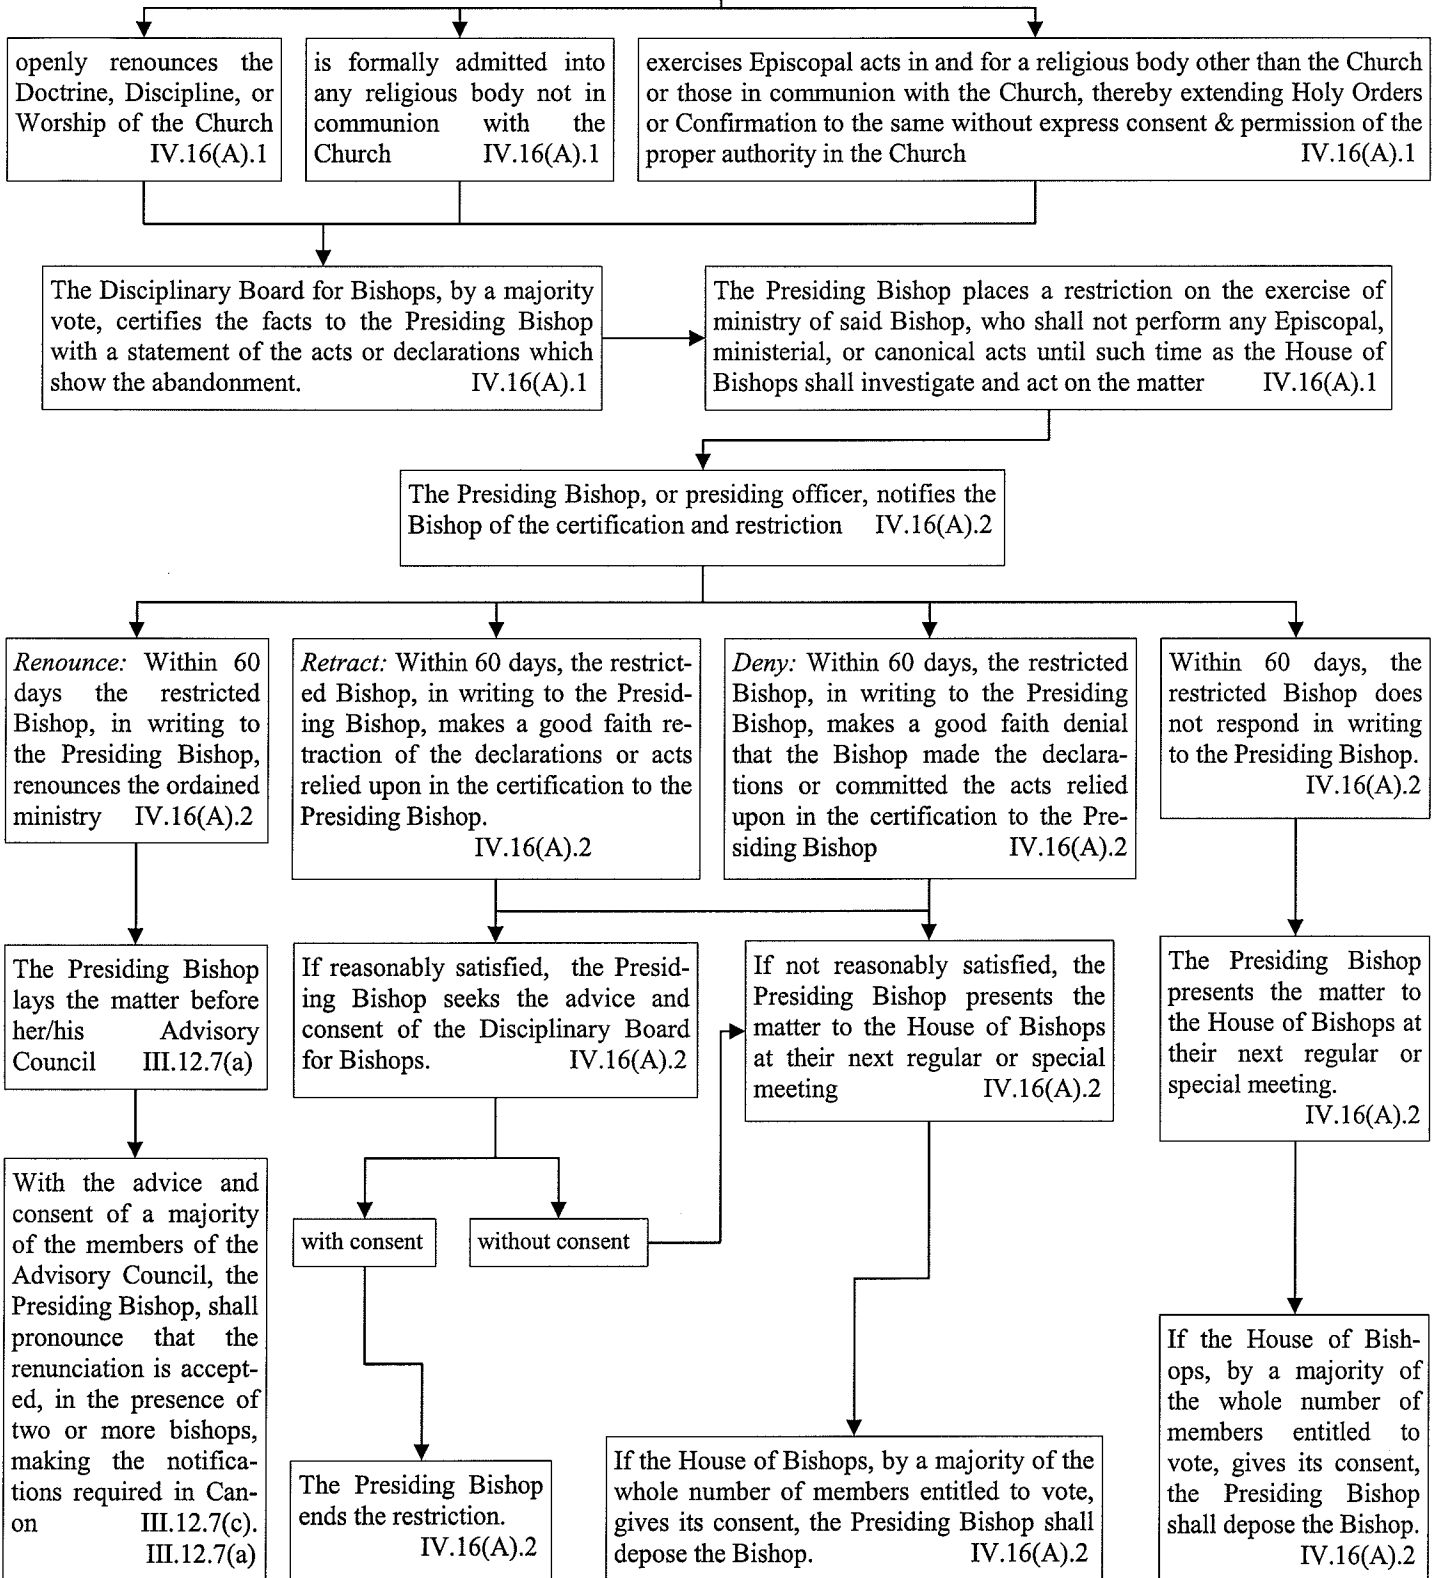 openly renounces the
Doctrine, Discipline, or
Worship of the Church
IV.16(A).1
is formally admitted into
any religious body not in
communion with the
Church IV.16(A).1
exercises Episcopal acts in and for a religious body other than the Church
or those in communion with the Church, thereby extending Holy Orders
or Confirmation to the same without express consent & permission of the
proper authority in the Church IV.16(A).1
The Disciplinary Board for Bishops, by a majority
vote, certifies the facts to the Presiding Bishop
with a statement of the acts or declarations which
show the abandonment. IV.16(A).1
The Presiding Bishop places a restriction on the exercise of
ministry of said Bishop, who shall not perform any Episcopal,
ministerial, or canonical acts until such time as the House of
Bishops shall investigate and act on the matter IV.16(A).1
The Presiding Bishop, or presiding officer, notifies the
Bishop of the certification and restriction IV.16(A).2
Renounce: Within 60
days the restricted
Bishop, in writing to
the Presiding Bishop,
renounces the ordained
ministry IV.16(A).2
Retract: Within 60 days, the restrict-
ed Bishop, in writing to the Presid-
ing Bishop, makes a good faith re-
traction of the declarations or acts
relied upon in the certification to the
Presiding Bishop.
IV.16(A).2
Deny: Within 60 days, the restricted
Bishop, in writing to the Presiding
Bishop, makes a good faith denial
that the Bishop made the declara-
tions or committed the acts relied
upon in the certification to the Pre-
siding Bishop IV.16(A).2
Within 60 days, the
restricted Bishop does
not respond in writing
to the Presiding Bishop.
IV.16(A).2
The Presiding Bishop
lays the matter before
her/his Advisory
Council III.12.7(a)
If reasonably satisfied, the Presid-
ing Bishop seeks the advice and
consent of the Disciplinary Board
for Bishops. IV.16(A).2
If not reasonably satisfied, the
Presiding Bishop presents the
matter to the House of Bishops
at their next regular or special
meeting IV.16(A).2
The Presiding Bishop
presents the matter to
the House of Bishops at
their next regular or
special meeting.
IV.16(A).2
With the advice and
consent of a majority
of the members of the
Advisory Council, the
Presiding Bishop, shall
pronounce that the
renunciation is accept-
ed, in the presence of
two or more bishops,
making the notifica-
tions required in Can-
on III.12.7(c).
III.12.7(a)
with consent
without consent
The Presiding Bishop
ends the restriction.
IV.16(A).2
If the House of Bishops, by a majority of the
whole number of members entitled to vote,
gives its consent, the Presiding Bishop shall
depose the Bishop. IV.16(A).2
If the House of Bish-
ops, by a majority of
the whole number of
members entitled to
vote, gives its consent,
the Presiding Bishop
shall depose the Bishop.
IV.16(A).2